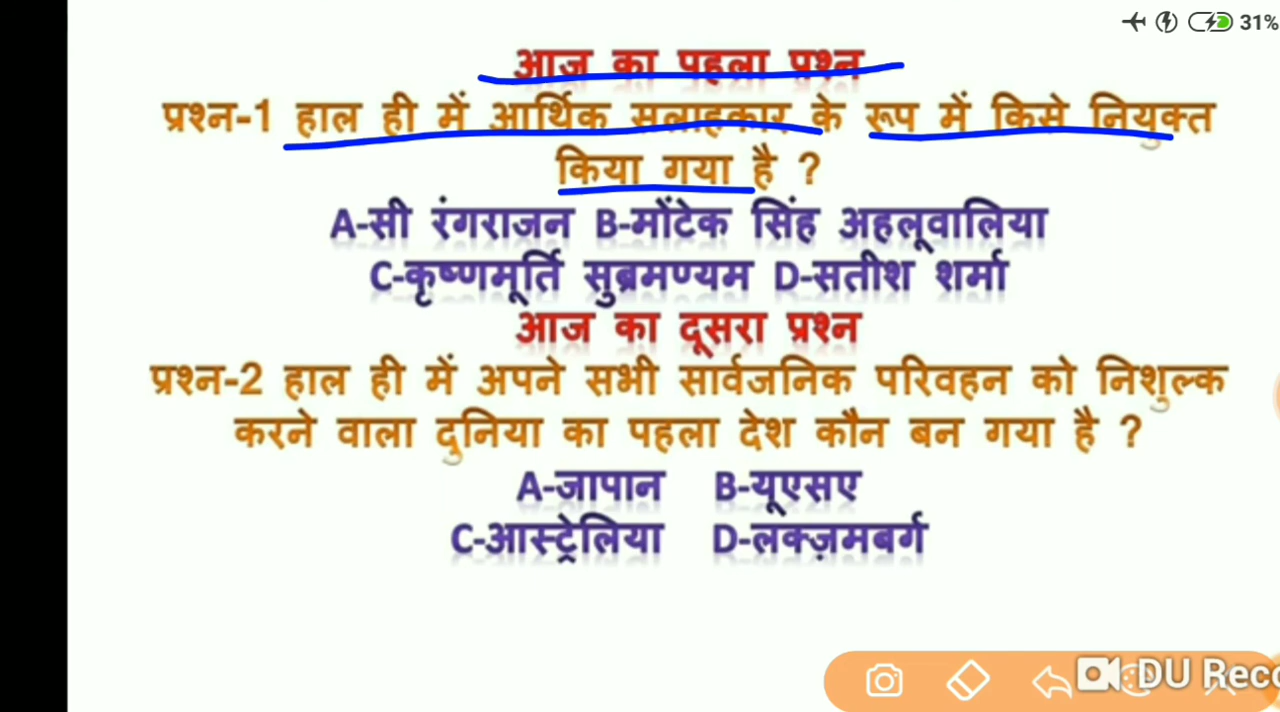 31%
आज का पहला प्रश्न
प्रश्न-1 हाल ही में आर्थिक सलाहकार के रूप में किसे नियुक्त
किया गया है ?
A-सी रंगराजन B-मोंटेक सिंह अहलूवालिया
C-कृष्णमूर्ति सुब्रमण्यम D-सतीश शर्मा
आज का दूसरा प्रश्न
प्रश्न-2 हाल ही में अपने सभी सार्वजनिक परिवहन को निशुल्क
करने वाला दुनिया का पहला देश कौन बन गया है ?
A-जापान B-यूएसए
C-आस्ट्रेलिया D-लक्ज़मबर्ग
DU Rec